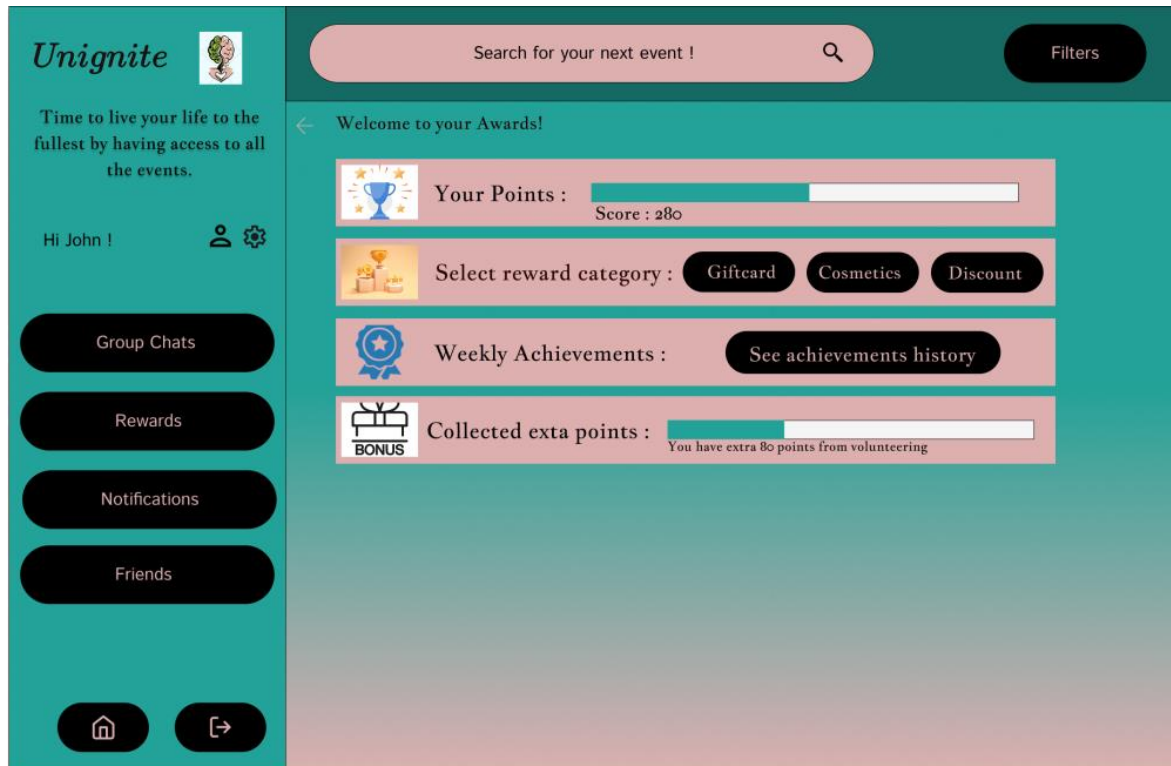 Unignite
Time to live your life to the
fullest by having access to all
the events.
Hi John !
Group Chats
Rewards
Notifications
Friends
Search for your next event !
Filters
Welcome to your Awards!
Your Points :
Score : 280
Select reward category :
Giftcard
Cosmetics
Discount
Weekly Achievements :
See achievements history
BONUS
Collected exta points :
You have extra 80 points from volunteering